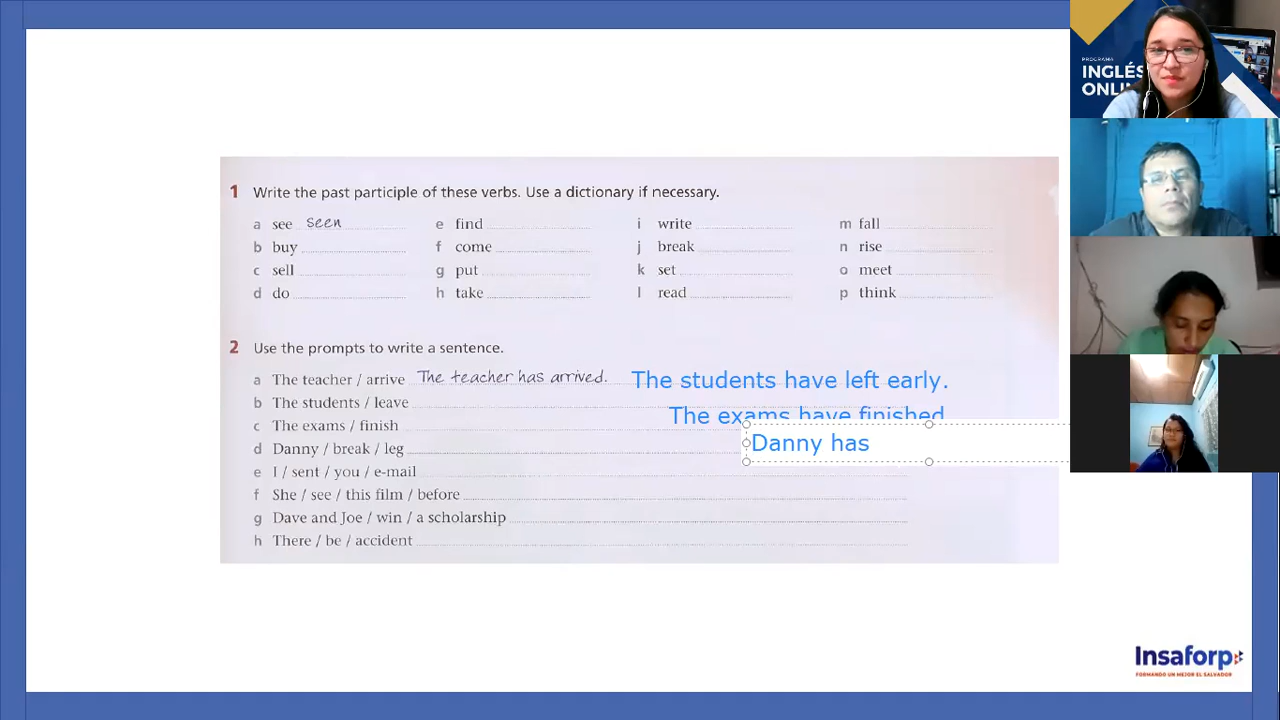 PROGRAMA
INGLÉS
1 Write the past participle of these verbs. Use a dictionary if necessary.
a see seen e find i write m fall
b buy f come j break n rise
c sell g put k set o meet
d do h take l read p think
2 Use the prompts to write a sentence.
a The teacher / arrive The teacher has arrived. The students have left early.
b The students / leave
The exams have finished
c The exams / finish
d Danny / break / leg Danny has
e I / sent / you / e-mail
f She / see / this film / before
g Dave and Joe / win / a scholarship
h There / be / accident
Insaforp
FORMANDO UN MEJOR EL SALVADOR